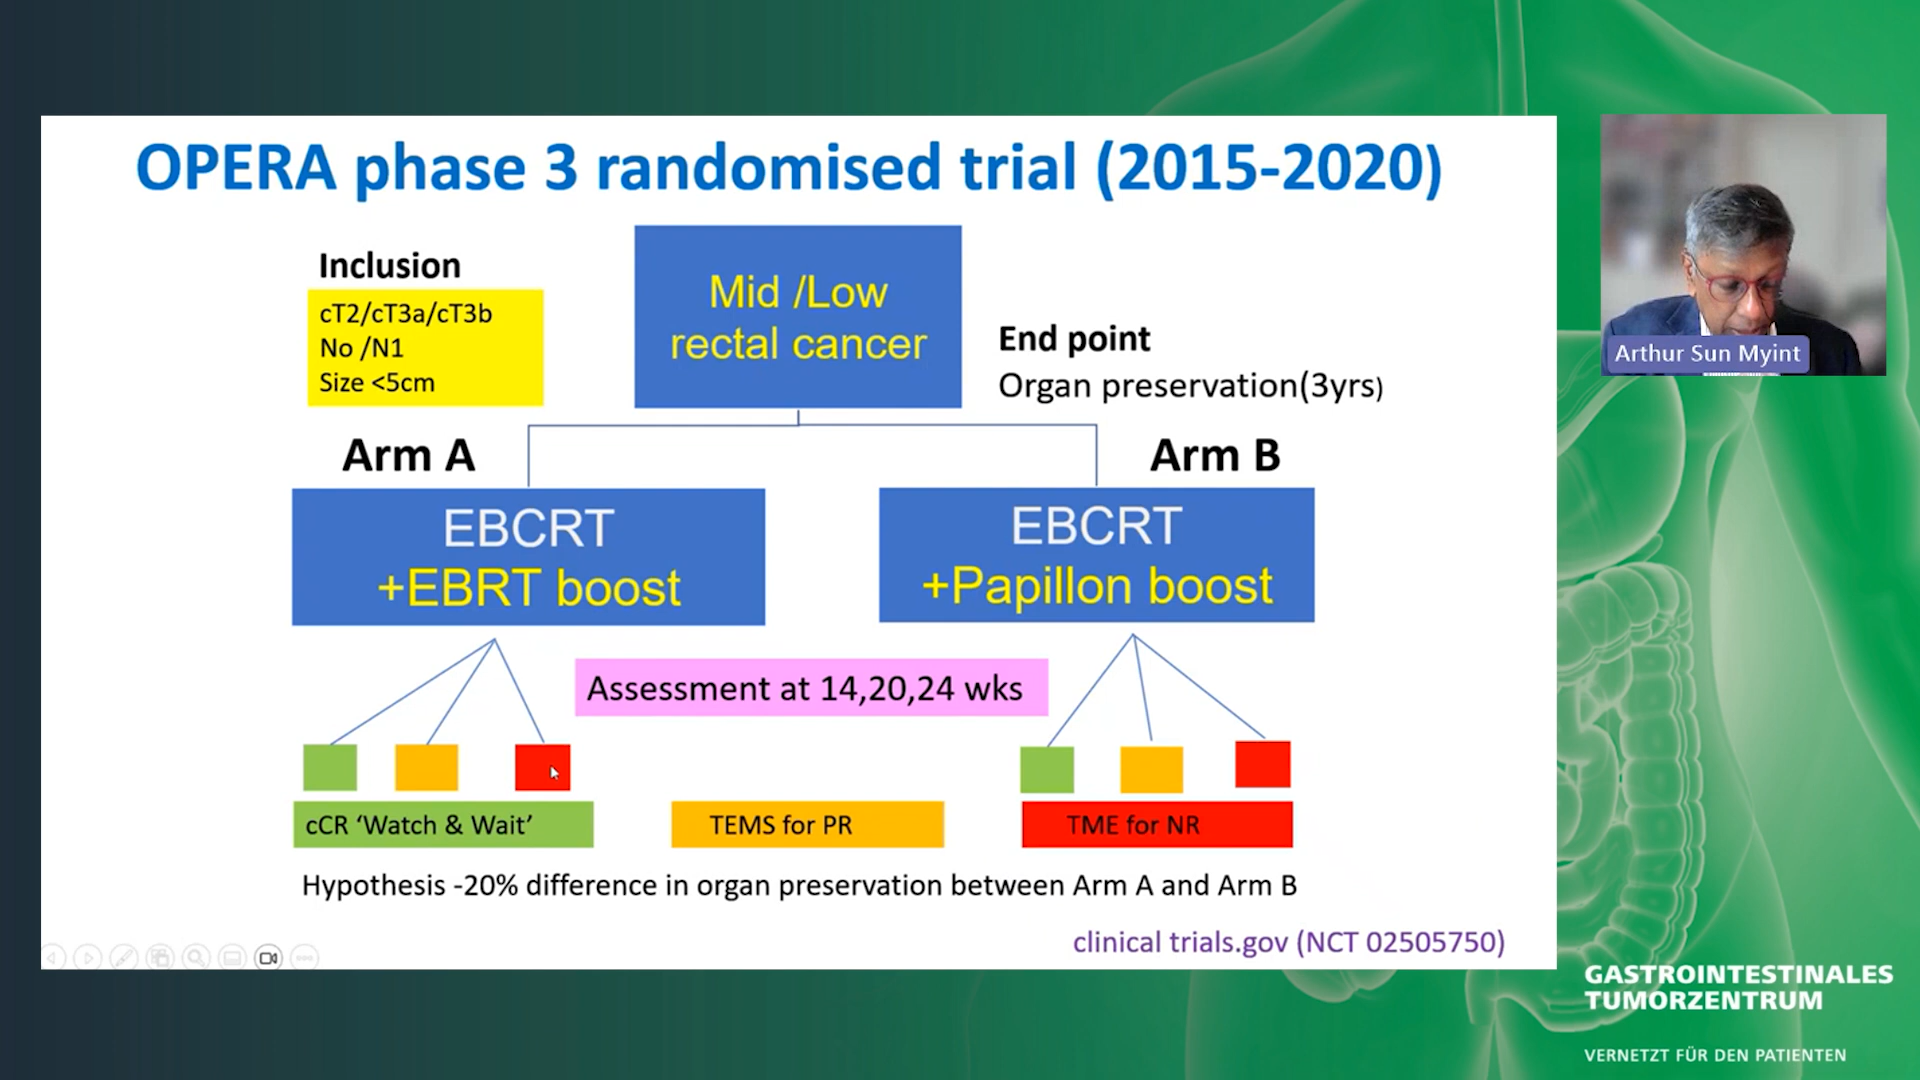 OPERA phase 3 randomised trial (2015-2020)
Inclusion
cT2/cT3a/cT3b
No /N1
Size <5cm
Mid /Low
rectal cancer
End point
Organ preservation(3yrs)
Arm A
Arm B
EBCRT
+EBRT boost
EBCRT
+Papillon boost
Assessment at 14,20,24 wks
cCR ‘Watch & Wait’
TEMS for PR
TME for NR
Hypothesis -20% difference in organ preservation between Arm A and Arm B
clinical trials.gov (NCT 02505750)
Arthur Sun Myint
GASTROINTESTINALES
TUMORZENTRUM
VERNETZT FÜR DEN PATIENTEN